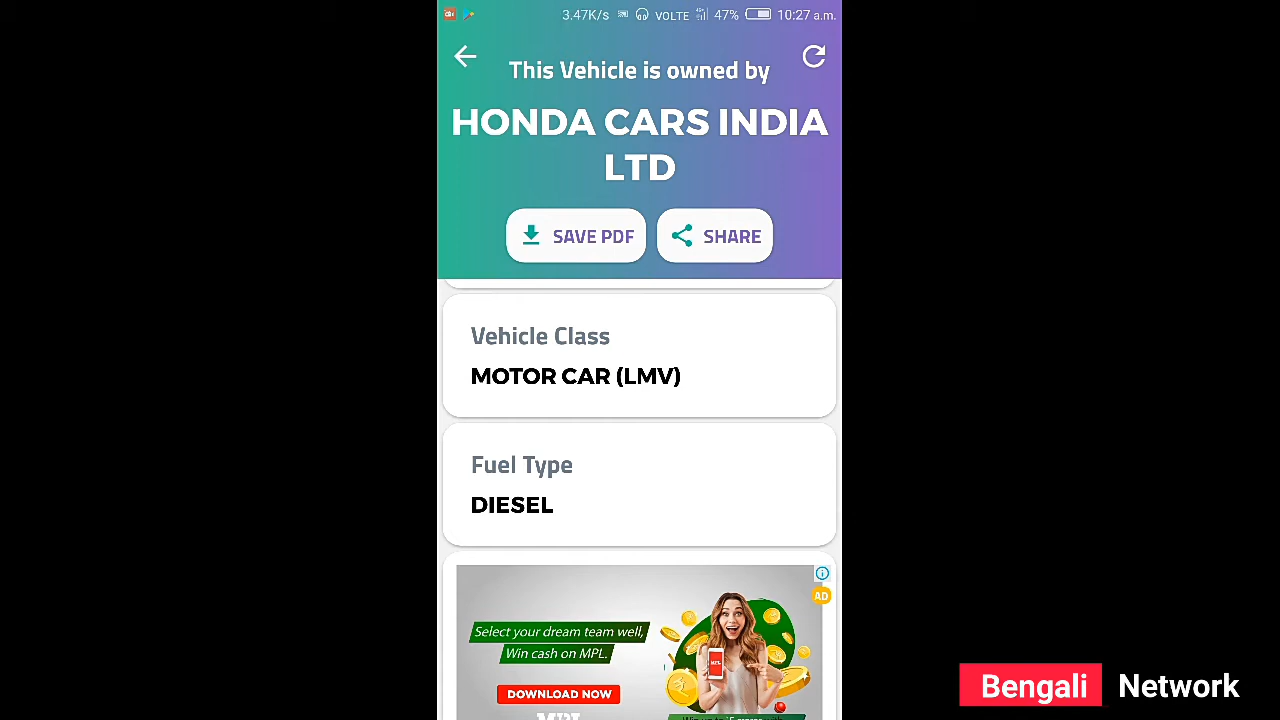 3.47K/s VOLTE 47% 10:27 a.m.
This Vehicle is owned by
HONDA CARS INDIA
LTD
SAVE PDF SHARE
Vehicle Class
MOTOR CAR (LMV)
Fuel Type
DIESEL
AD
Select your dream team well,
Win cash on MPL.
MPL
DOWNLOAD NOW
Bengali Network